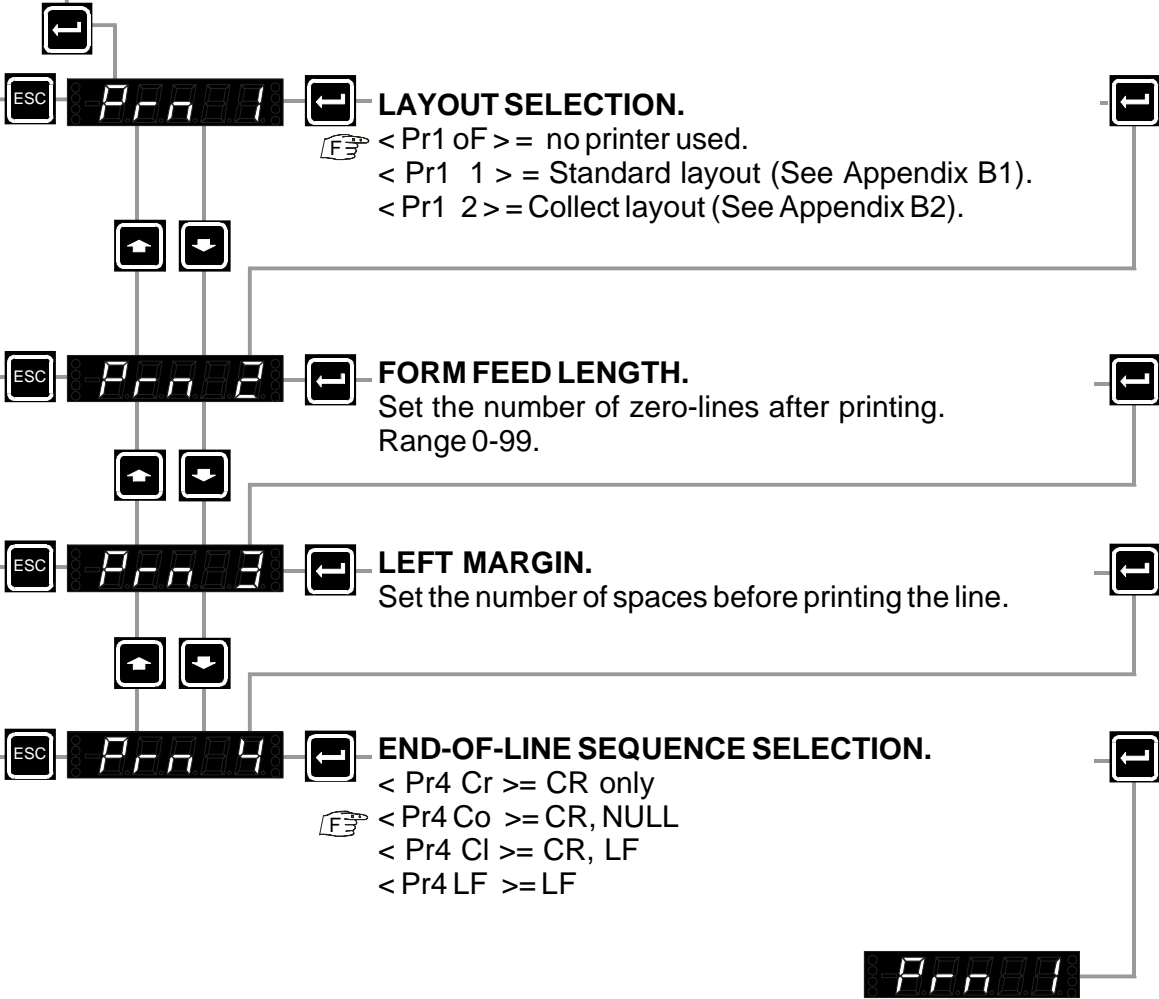 ESC
Prn 1
LAYOUT SELECTION.
F < Pr1 oF > = no printer used.
< Pr1 1 > = Standard layout (See Appendix B1).
< Pr1 2 > = Collect layout (See Appendix B2).
ESC
Prn 2
FORM FEED LENGTH.
Set the number of zero-lines after printing.
Range 0-99.
ESC
Prn 3
LEFT MARGIN.
Set the number of spaces before printing the line.
ESC
Prn 4
END-OF-LINE SEQUENCE SELECTION.
< Pr4 Cr >= CR only
F < Pr4 Co >= CR, NULL
< Pr4 Cl >= CR, LF
< Pr4 LF >= LF
Prn 1